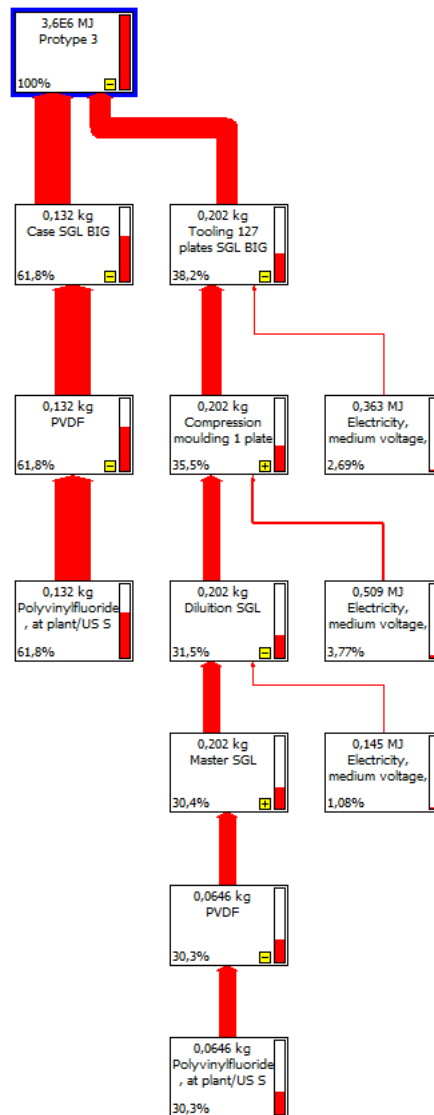 3,6E6 MJ
Protype 3
100%
0,132 kg
Case SGL BIG
61,8%
0,202 kg
Tooling 127
plates SGL BIG
38,2%
0,132 kg
PVDF
61,8%
0,202 kg
Compression
moulding 1 plate
35,5%
0,363 MJ
Electricity,
medium voltage,
2,69%
0,132 kg
Polyvinylfluoride
, at plant/US S
61,8%
0,202 kg
Dilution SGL
31,5%
0,509 MJ
Electricity,
medium voltage,
3,77%
0,202 kg
Master SGL
30,4%
0,145 MJ
Electricity,
medium voltage,
1,08%
0,0646 kg
PVDF
30,3%
0,0646 kg
Polyvinylfluoride
, at plant/US S
30,3%